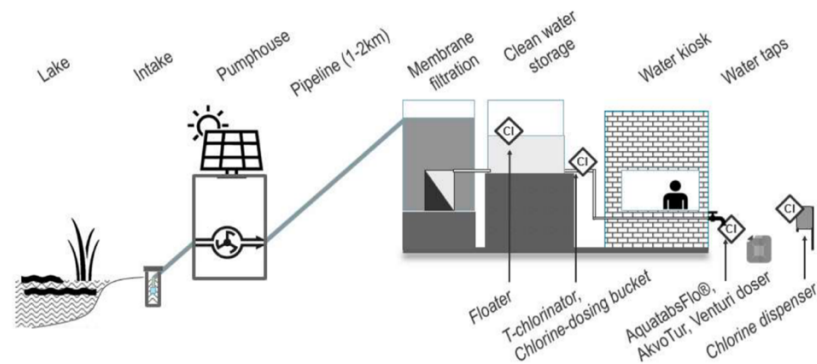 Lake
Intake
Pumphouse
Pipeline (1-2km)
Membrane
filtration
Clean water
storage
Water kiosk
Water taps
Cl
Cl
Cl
Cl
Floater
T-chlorinator,
Chlorine-dosing bucket
AquatabsFlo®,
AkvoTur, Venturi doser
Chlorine dispenser